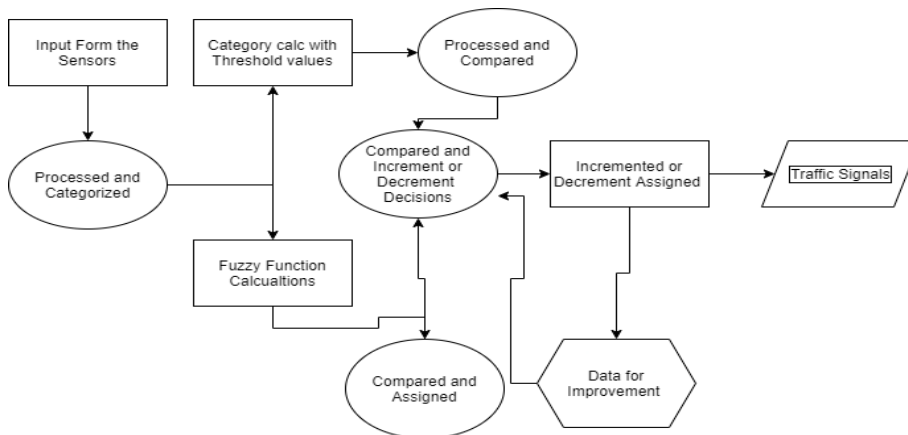 Input Form the
Sensors
Category calc with
Threshold values
Processed and
Compared
Processed and
Categorized
Compared and
Increment or
Decrement
Decisions
Incremented or
Decrement Assigned
Traffic Signals
Fuzzy Function
Calcualtions
Compared and
Assigned
Data for
Improvement